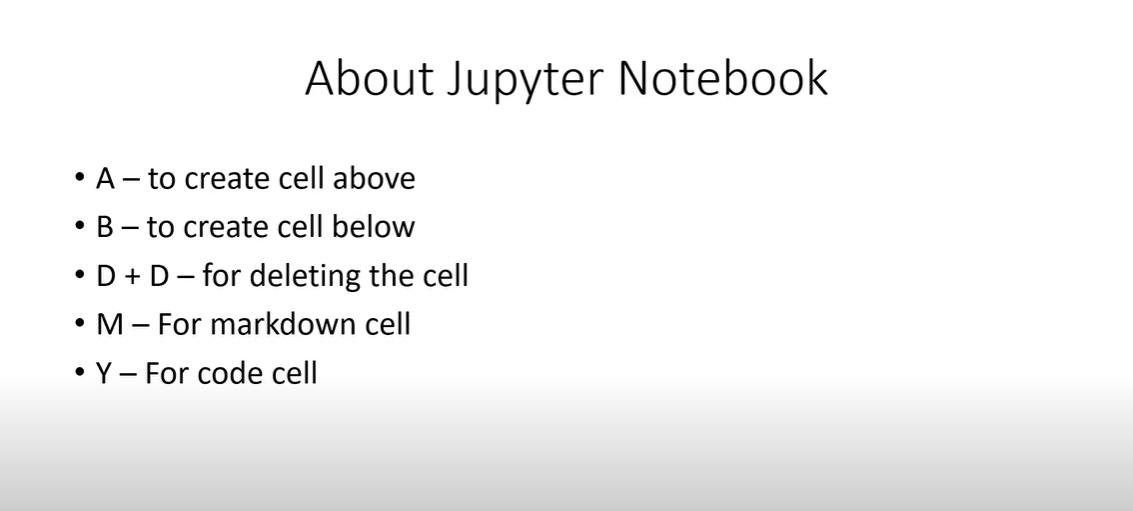 About Jupyter Notebook
• A – to create cell above
• B – to create cell below
• D + D – for deleting the cell
• M – For markdown cell
• Y – For code cell